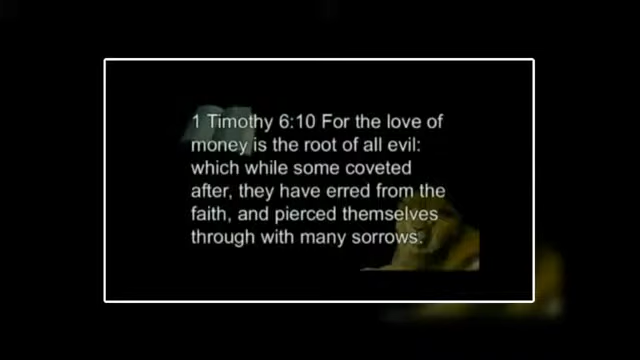 1 Timothy 6:10 For the love of
money is the root of all evil:
which while some coveted
after, they have erred from the
faith, and pierced themselves
through with many sorrows.